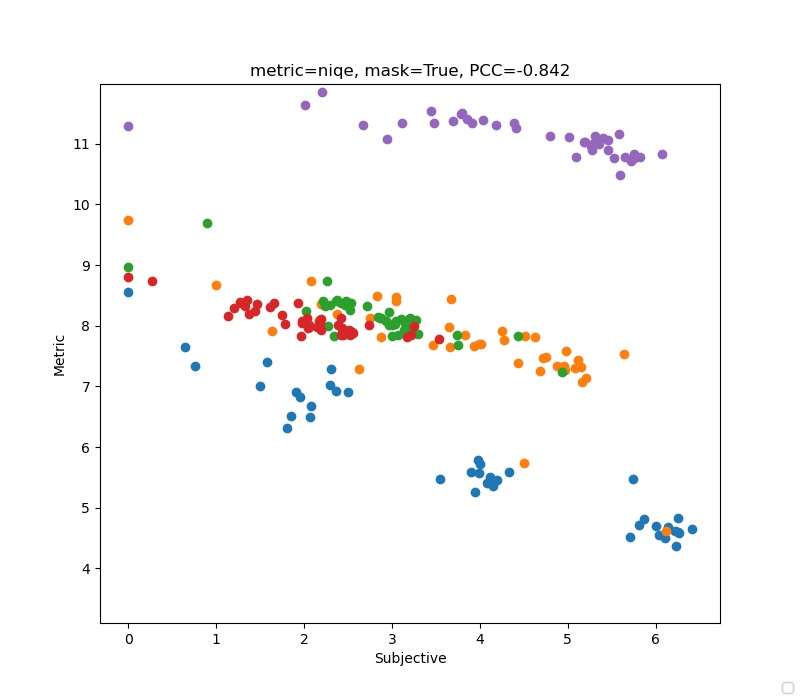 metric=niqe, mask=True, PCC=-0.842
11
10
9
8
7
6
5
4
Metric
0 1 2 3 4 5 6
Subjective